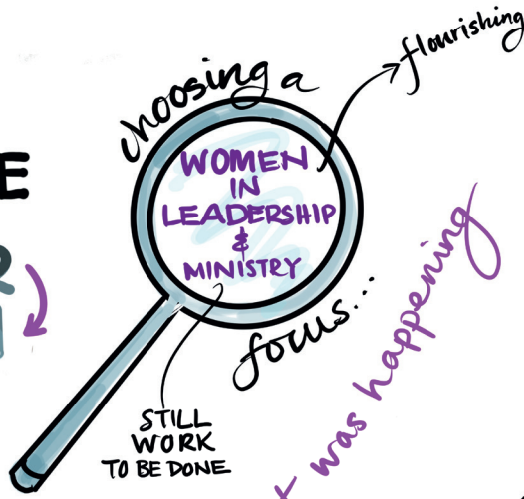 choosing a
flourishing
WOMEN
IN
LEADERSHIP
&
MINISTRY
focus...
STILL
WORK
TO BE DONE
was happening